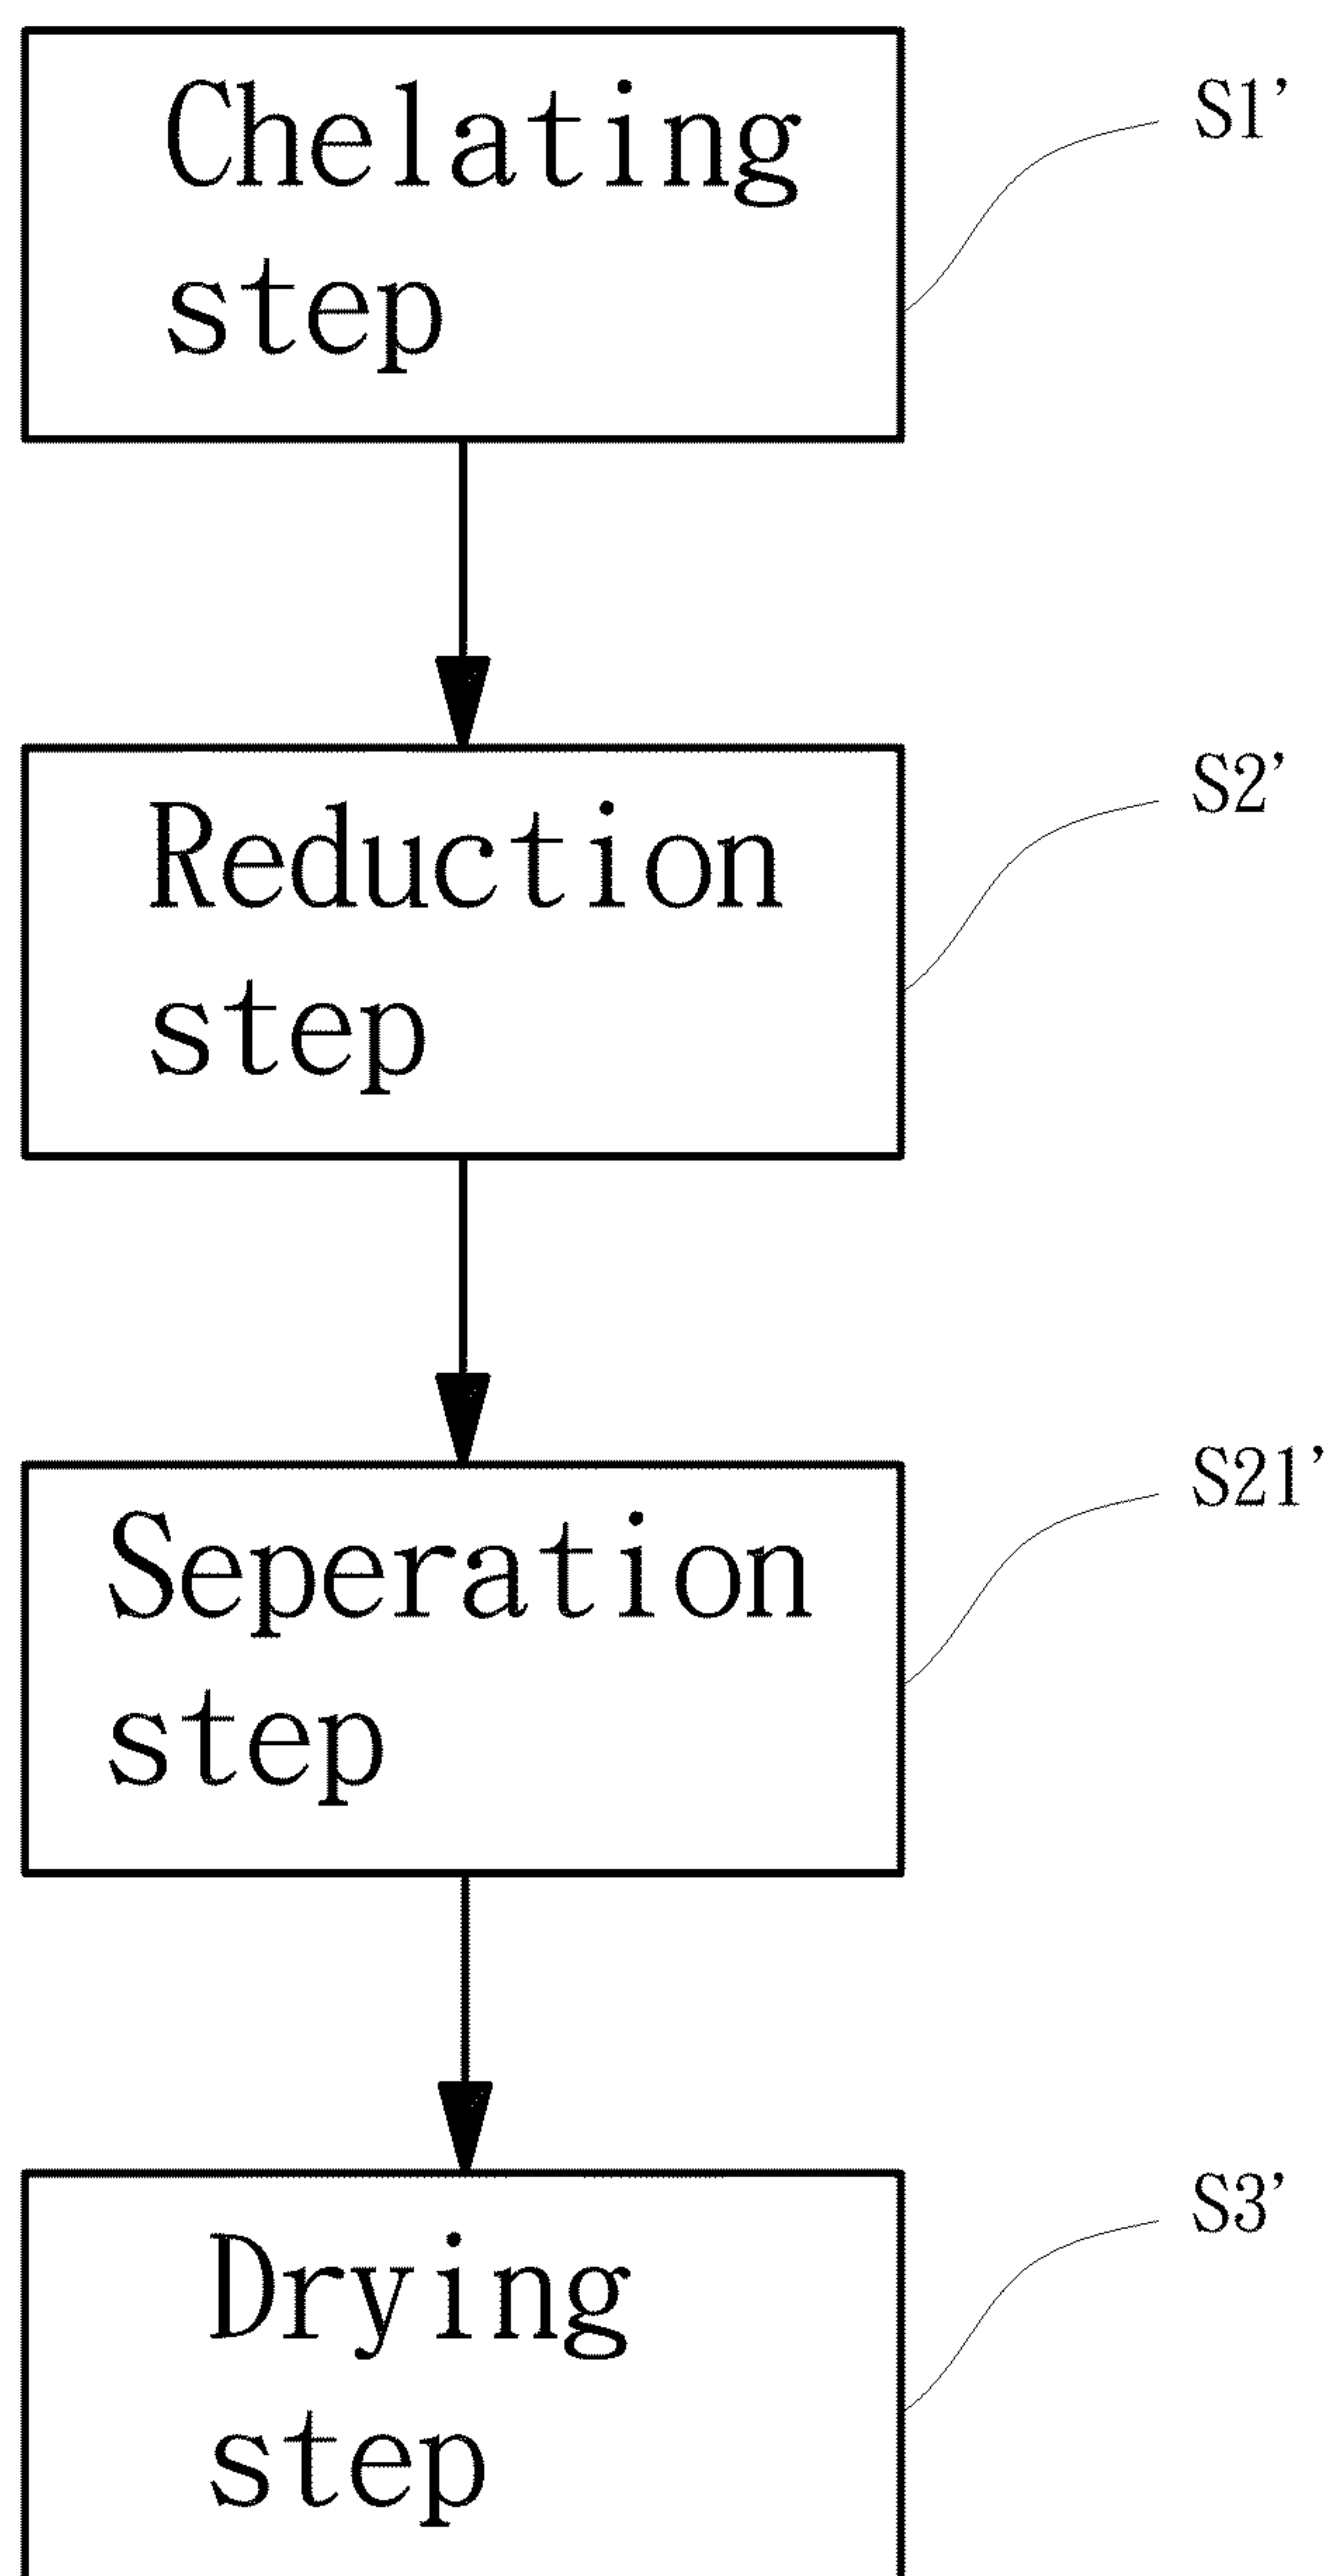 Chelating
step
S1'
Reduction
step
S2'
Seperation
step
S21'
Drying
step
S3'